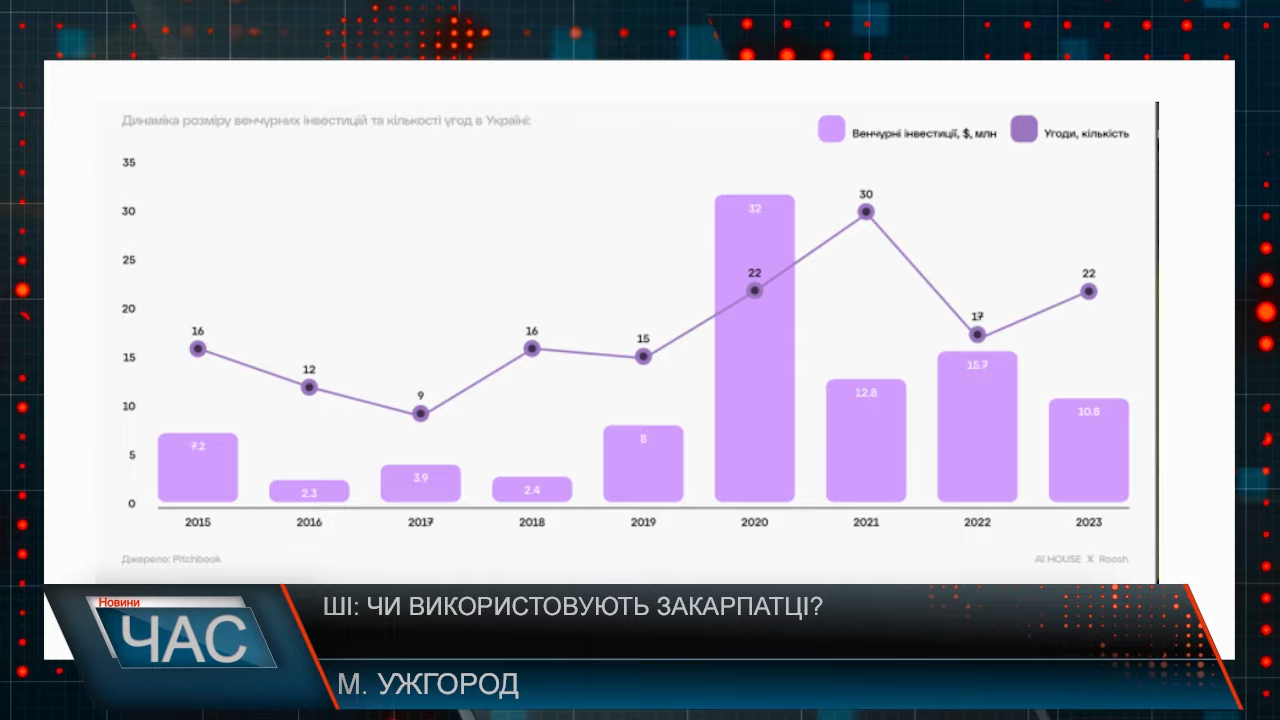 Динаміка розміру венчурних інвестицій та кількості угод в Україні:
Венчурні інвестиції, $, млн
Угоди, кількість
35
30
25
20
15
10
5
0
16
12
9
16
15
22
30
17
22
7.2
2.3
3.9
2.4
8
32
12.8
15.7
10.8
2015 2016 2017 2018 2019 2020 2021 2022 2023
Джерело: Pitchbook
AI HOUSE X Roosh
Новини
ЧАС
ШІ: ЧИ ВИКОРИСТОВУЮТЬ ЗАКАРПАТЦІ?
М. УЖГОРОД